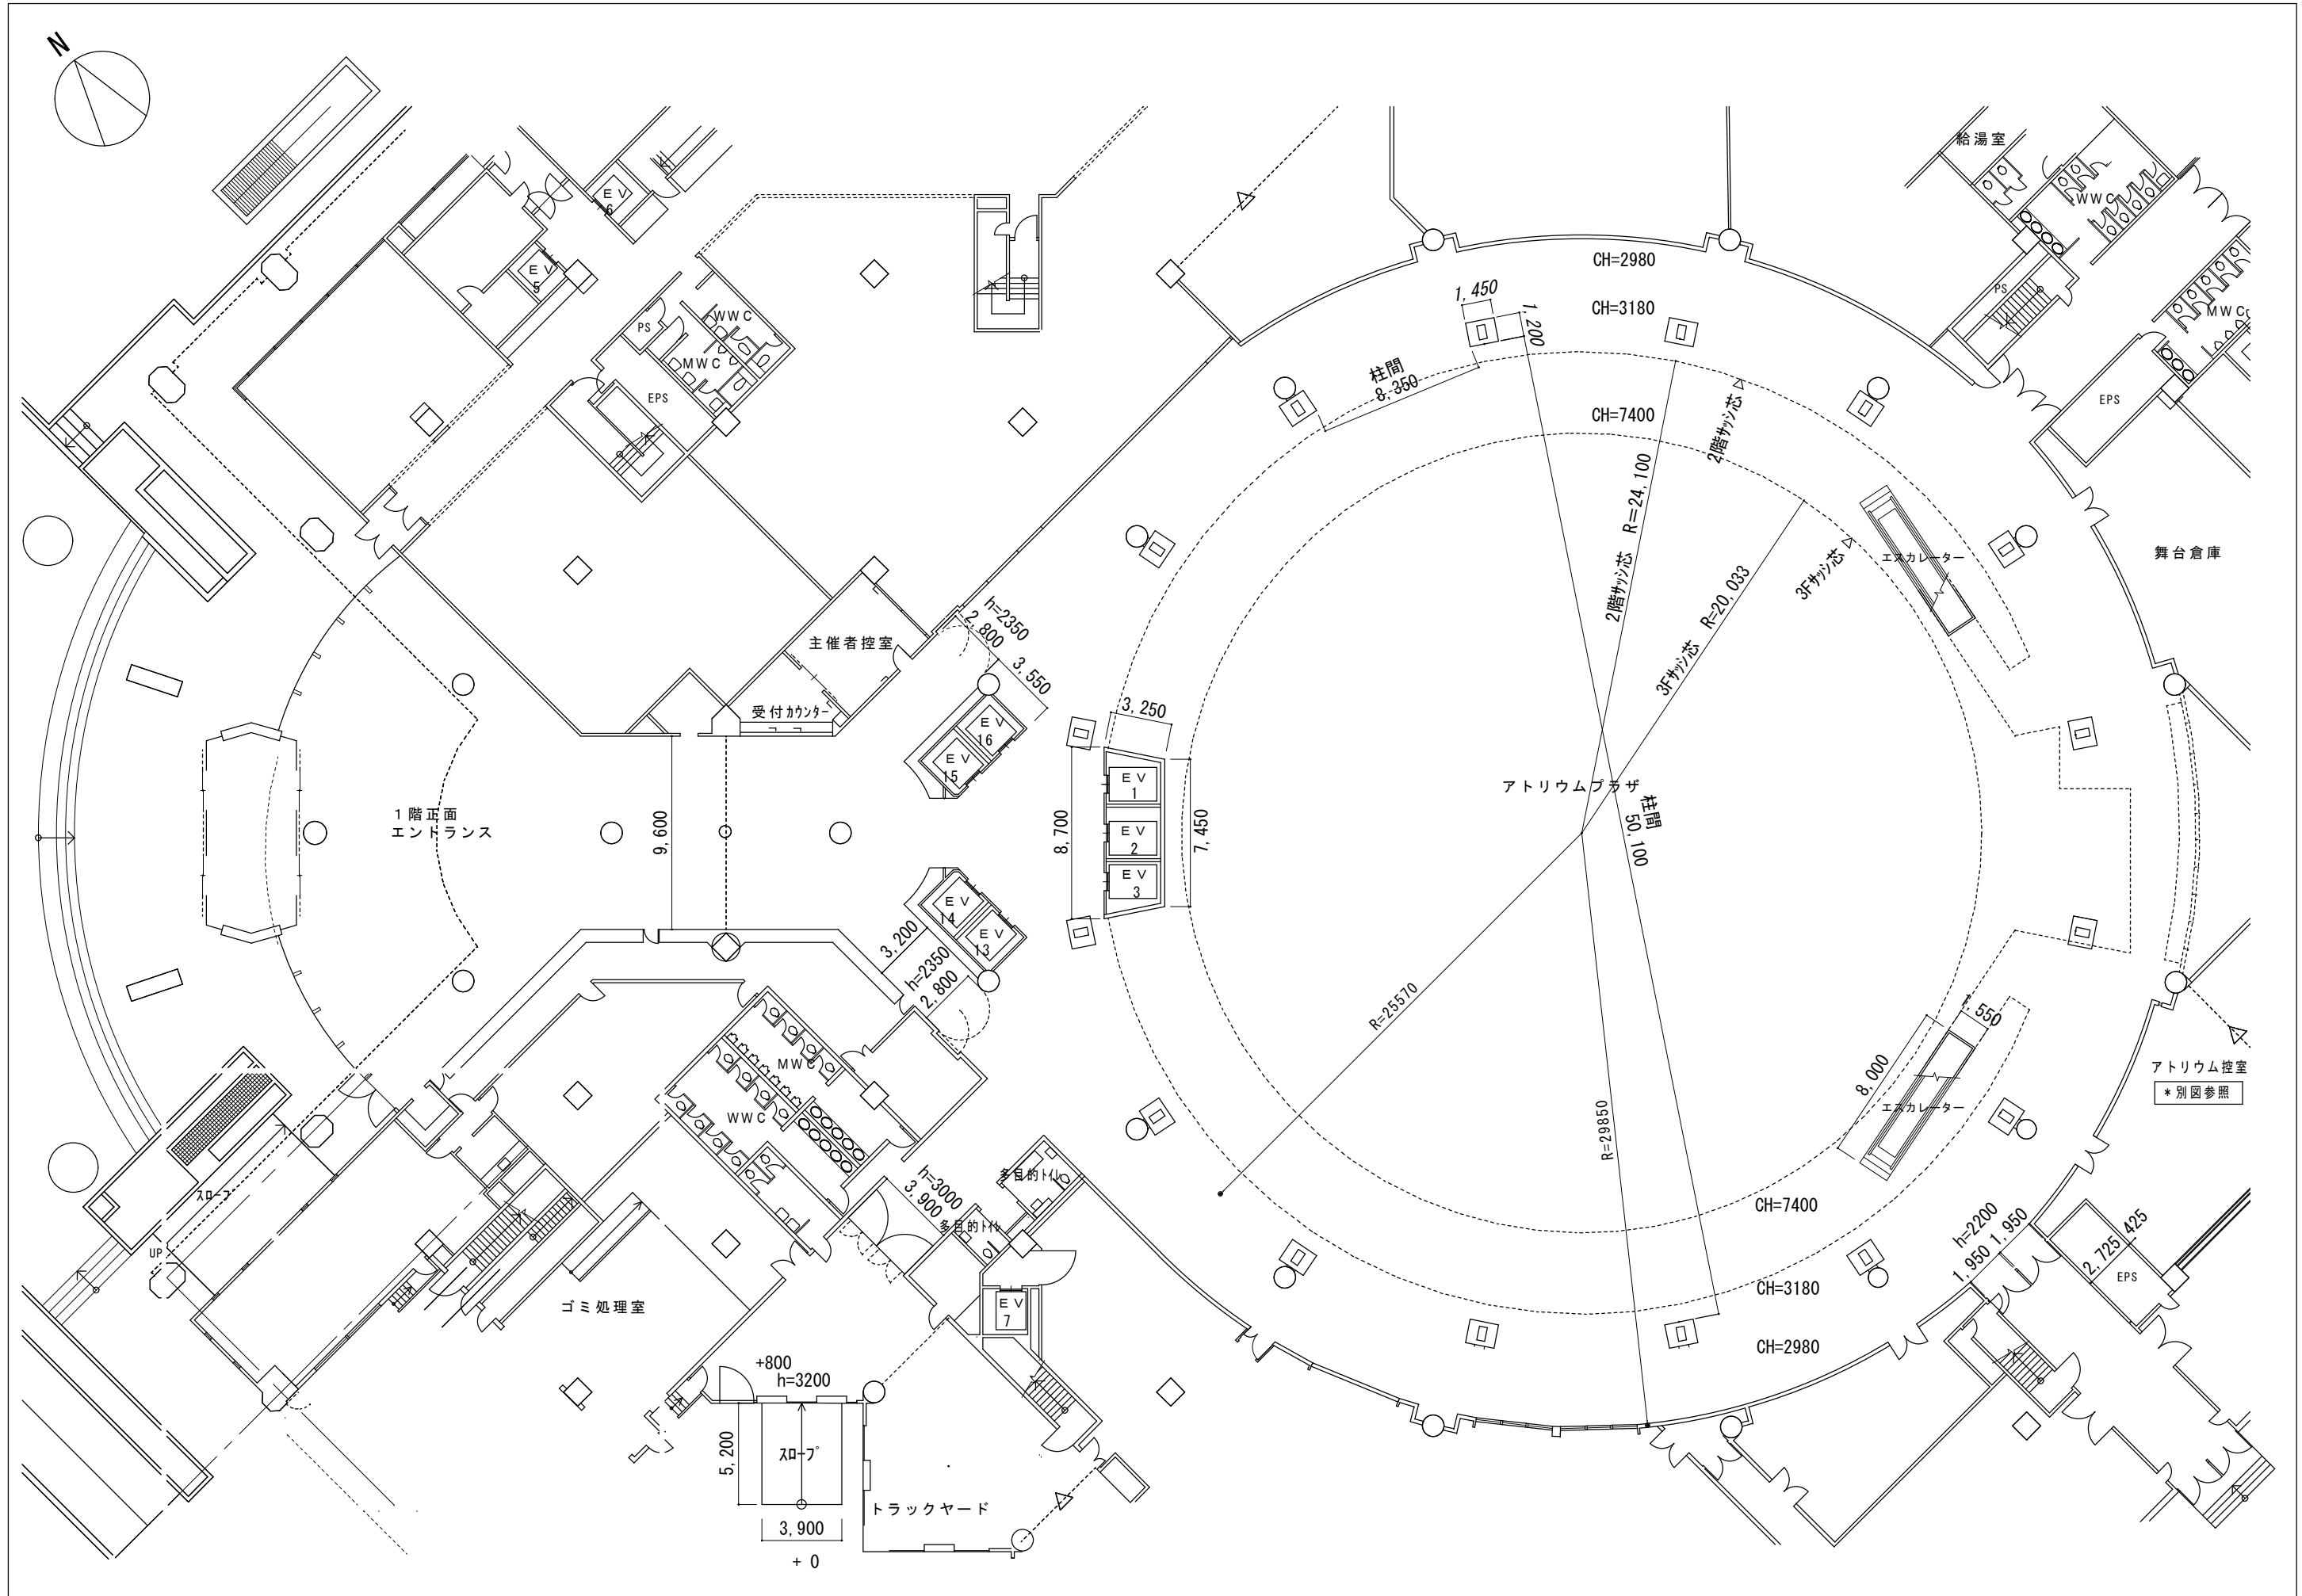 N
給湯室
EV
6
WWC
EV
5
CH=2980
PS
1,450
CH=3180
1,200
WWC
PS
MWC
MWC
柱間
8,350
EPS
EPS
CH=7400
2階ｻｯｼ芯
2階ｻｯｼ芯 R=24,100
舞台倉庫
3Fｻｯｼ芯
エスカレーター
3Fｻｯｼ芯 R=20,033
h=2350
2,800
主催者控室
3,550
受付カウンター
3,250
EV
16
EV
15
EV
1
アトリウムプラザ
1階正面
エントランス
柱間
50,100
9,600
8,700
EV
2
7,450
EV
3
EV
14
EV
13
3,200
h=2350
2,800
R=25570
1,550
8,000
MWC
アトリウム控室
＊別図参照
WWC
エスカレーター
R=29850
h=3000
3,900
多目的ﾄｲﾚ
スロープ
多目的ﾄｲﾚ
CH=7400
h=2200
1,950
1,950
425
2,725
UP
EPS
CH=3180
ゴミ処理室
EV
7
CH=2980
+800
h=3200
5,200
ｽﾛｰﾌﾟ
トラックヤード
3,900
+ 0